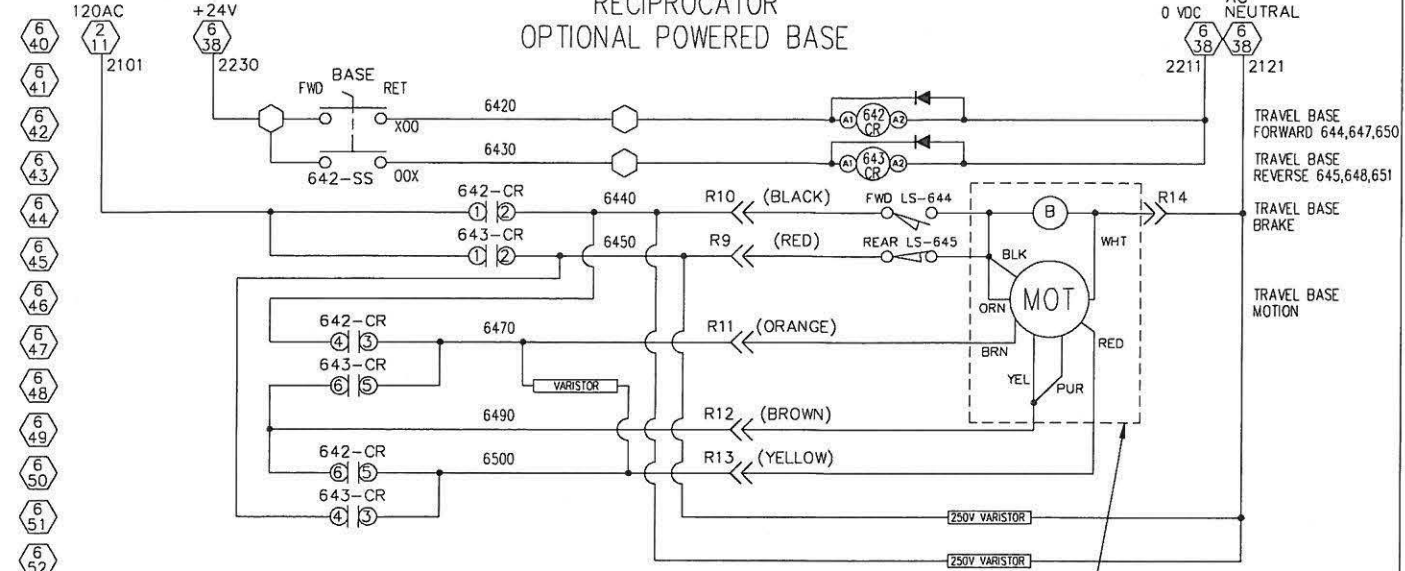 RECIPROCATOR
OPTIONAL POWERED BASE
120AC
2
11
2101
+24V
6
38
2230
0 VDC
NEUTRAL
6
38
6
38
2211
2121
6
40
6
41
6
42
6
43
6
44
6
45
6
46
6
47
6
48
6
49
6
50
6
51
6
52
BASE
FWD
RET
XOO
642-SS
OOX
6420
A1
642
CR
A2
TRAVEL BASE
FORWARD 644,647,650
6430
A1
643
CR
A2
TRAVEL BASE
REVERSE 645,648,651
642-CR
1
2
6440
R10
(BLACK)
FWD LS-644
B
R14
TRAVEL BASE
BRAKE
643-CR
1
2
6450
R9
(RED)
REAR LS-645
BLK
WHT
MOT
ORN
TRAVEL BASE
MOTION
642-CR
4
3
6470
R11
(ORANGE)
BRN
RED
643-CR
6
5
VARISTOR
YEL
PUR
6490
R12
(BROWN)
642-CR
6
5
6500
R13
(YELLOW)
643-CR
4
3
250V VARISTOR
250V VARISTOR